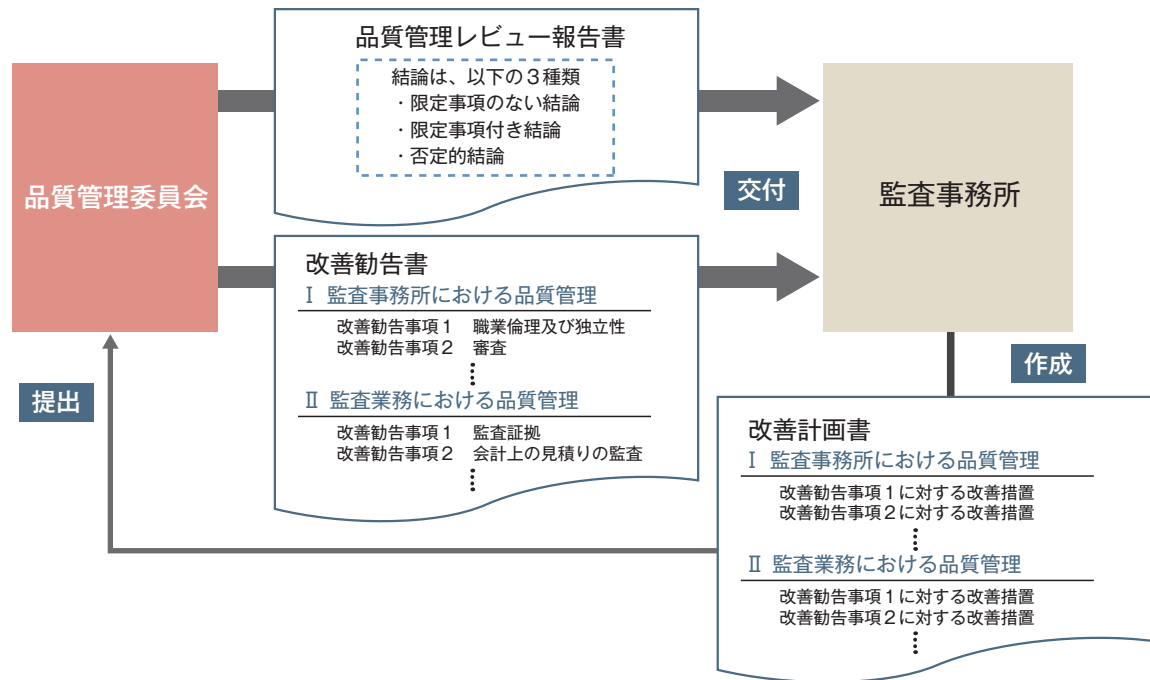 品質管理レビュー報告書
結論は、以下の3種類
・限定事項のない結論
・限定事項付き結論
・否定的結論
品質管理委員会
交付
監査事務所
改善勧告書
Ⅰ 監査事務所における品質管理
改善勧告事項1 職業倫理及び独立性
改善勧告事項2 審査
Ⅱ 監査業務における品質管理
改善勧告事項1 監査証拠
改善勧告事項2 会計上の見積りの監査
作成
提出
改善計画書
Ⅰ 監査事務所における品質管理
改善勧告事項1に対する改善措置
改善勧告事項2に対する改善措置
Ⅱ 監査業務における品質管理
改善勧告事項1に対する改善措置
改善勧告事項2に対する改善措置